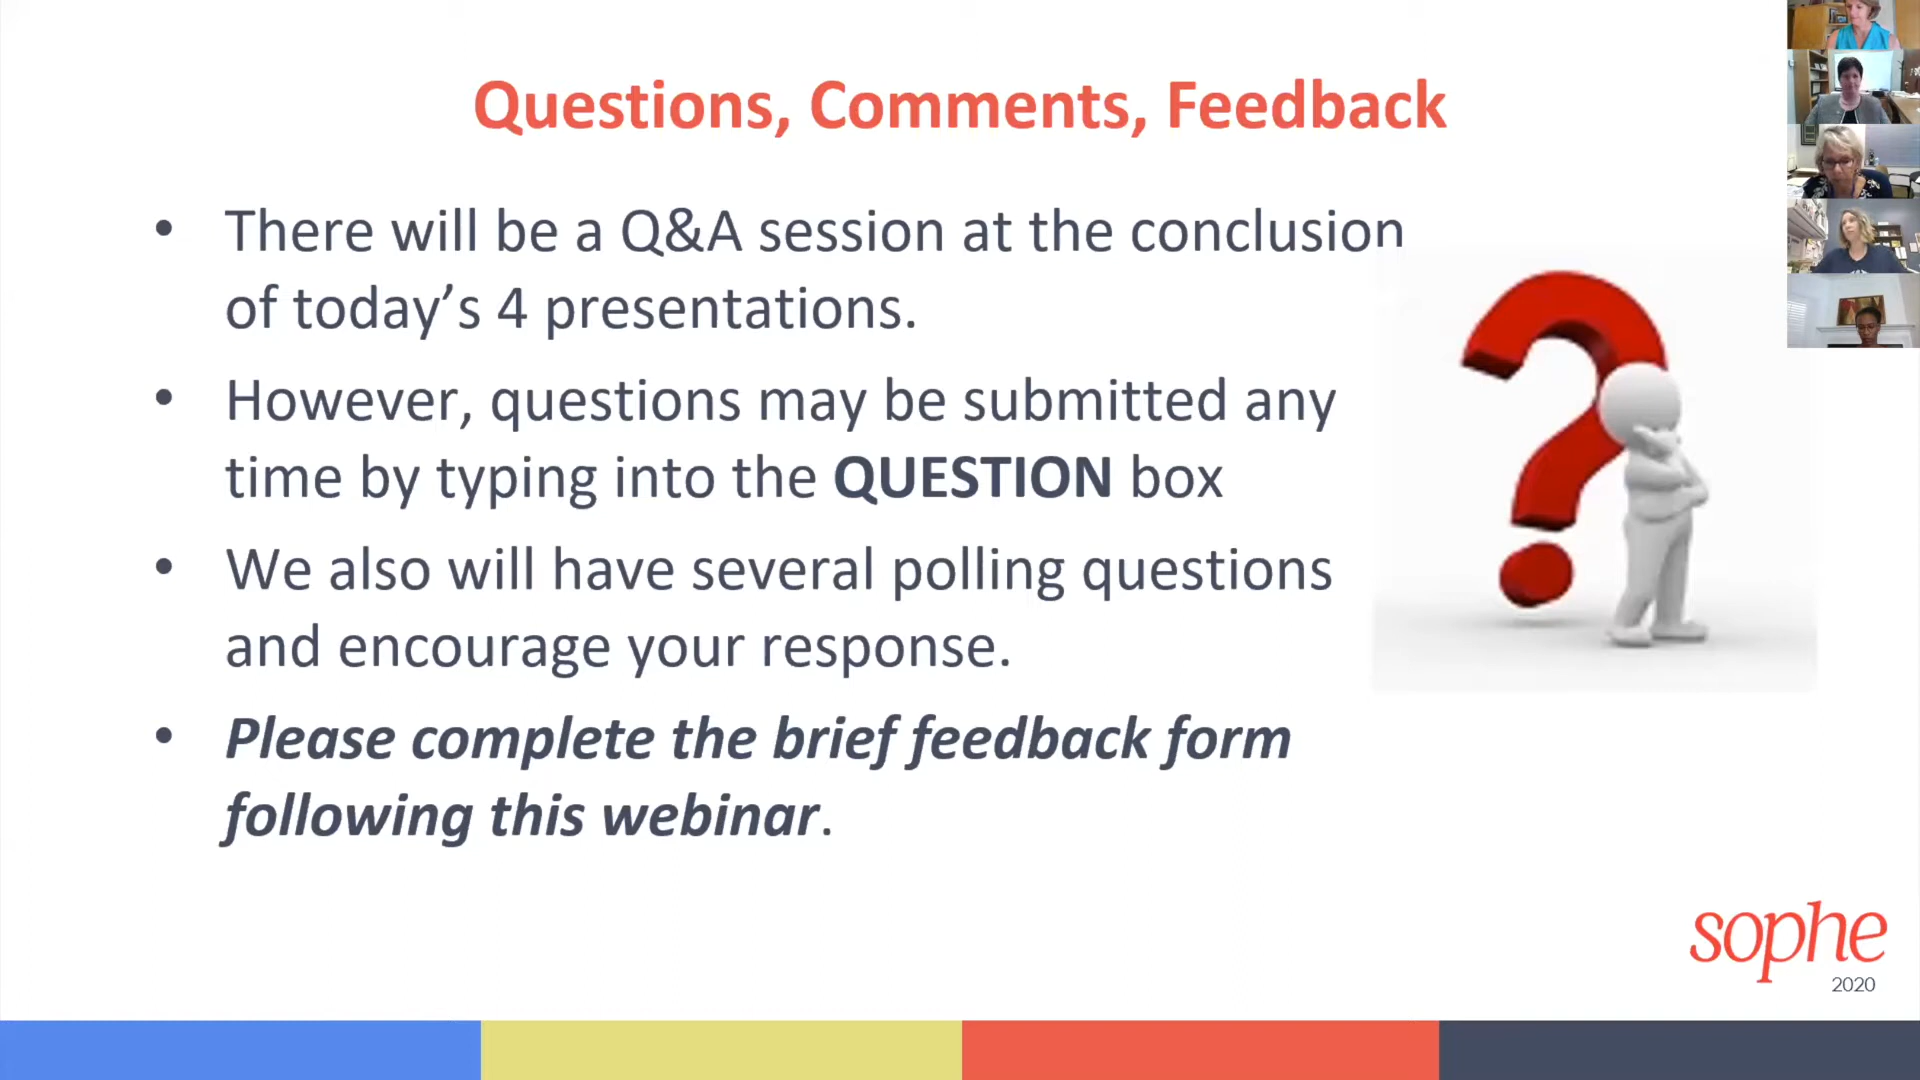 Questions, Comments, Feedback
• There will be a Q&A session at the conclusion
of today’s 4 presentations.
• However, questions may be submitted any
time by typing into the QUESTION box
• We also will have several polling questions
and encourage your response.
• Please complete the brief feedback form
following this webinar.
sophe
2020